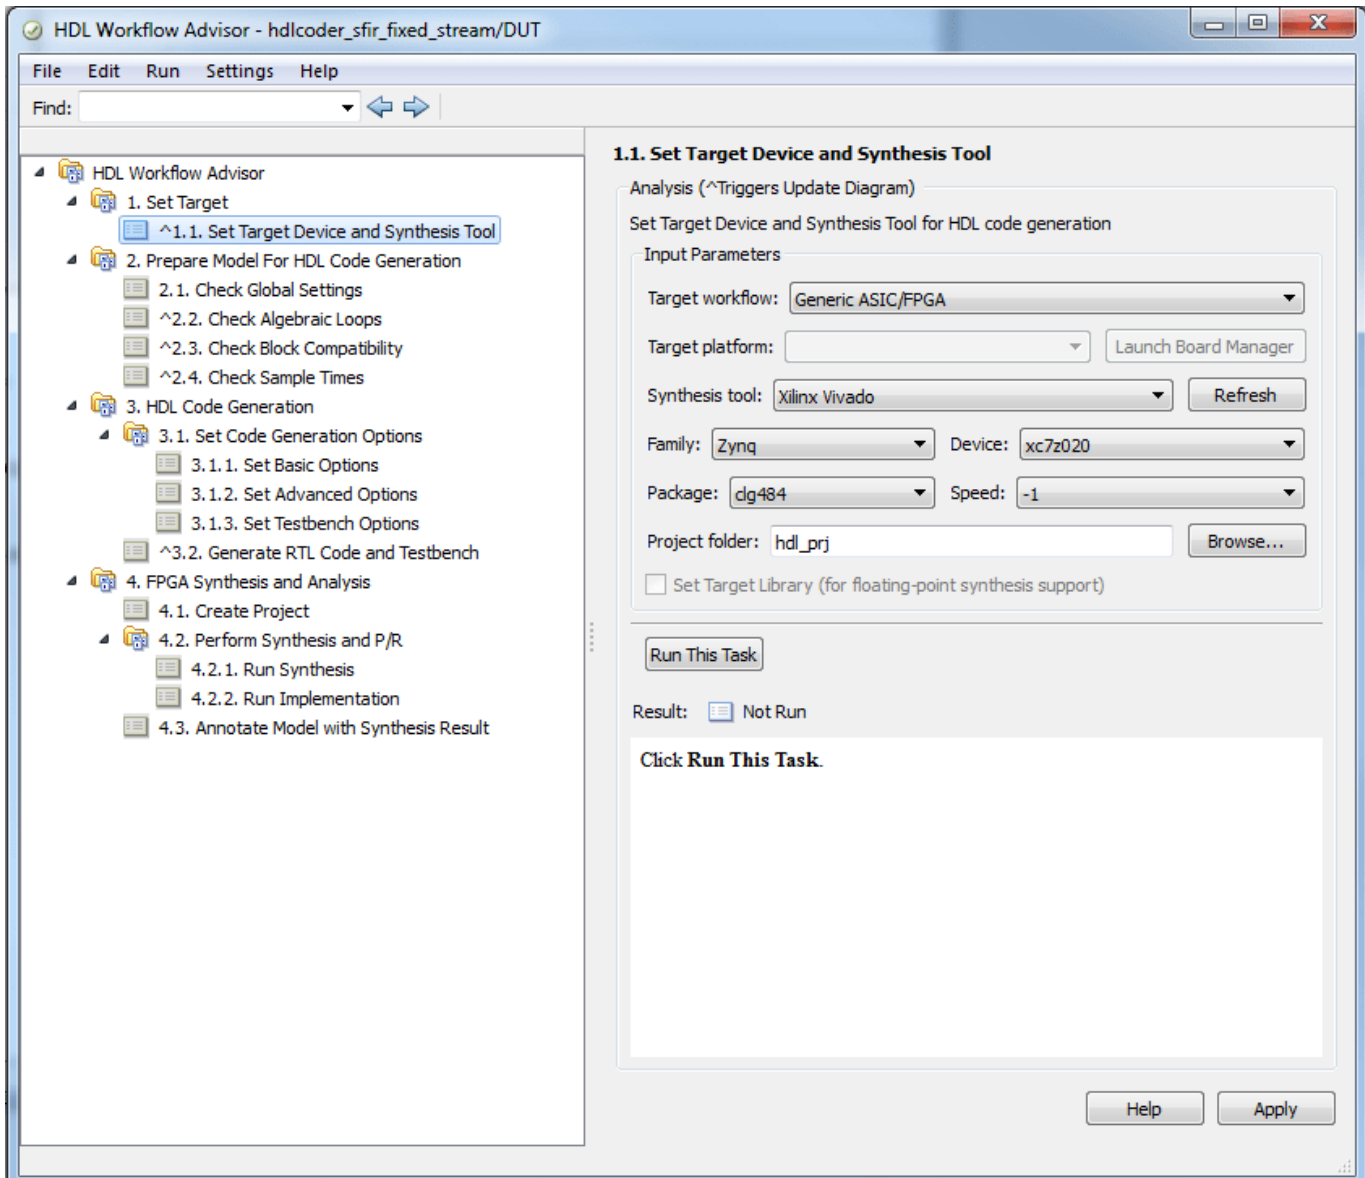 HDL Workflow Advisor - hdlcoder_sfir_fixed_stream/DUT
File Edit Run Settings Help
Find:
HDL Workflow Advisor
1. Set Target
^1.1. Set Target Device and Synthesis Tool
2. Prepare Model For HDL Code Generation
2.1. Check Global Settings
^2.2. Check Algebraic Loops
^2.3. Check Block Compatibility
^2.4. Check Sample Times
3. HDL Code Generation
3.1. Set Code Generation Options
3.1.1. Set Basic Options
3.1.2. Set Advanced Options
3.1.3. Set Testbench Options
^3.2. Generate RTL Code and Testbench
4. FPGA Synthesis and Analysis
4.1. Create Project
4.2. Perform Synthesis and P/R
4.2.1. Run Synthesis
4.2.2. Run Implementation
4.3. Annotate Model with Synthesis Result
1.1. Set Target Device and Synthesis Tool
Analysis (^Triggers Update Diagram)
Set Target Device and Synthesis Tool for HDL code generation
Input Parameters
Target workflow: Generic ASIC/FPGA
Target platform: Launch Board Manager
Synthesis tool: Xilinx Vivado Refresh
Family: Zynq Device: xc7z020
Package: clg484 Speed: -1
Project folder: hdl_prj Browse...
Set Target Library (for floating-point synthesis support)
Run This Task
Result: Not Run
Click Run This Task.
Help Apply